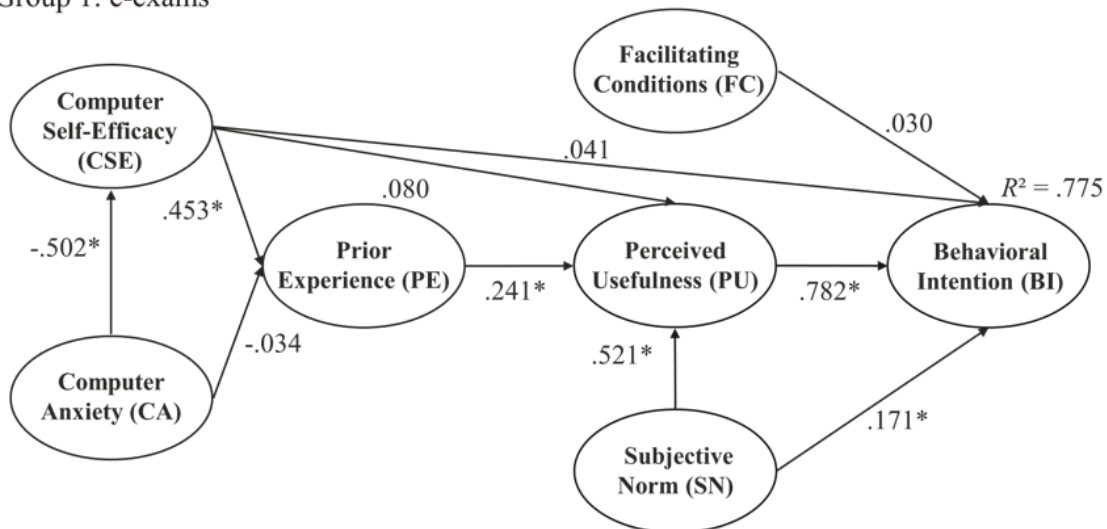 Group 1: e-exams
Facilitating
Conditions (FC)
Computer
Self-Efficacy
(CSE)
.030
.041
R² = .775
.080
.453*
-.502*
Prior
Experience (PE)
Perceived
Usefulness (PU)
Behavioral
Intention (BI)
.241*
.782*
-.034
.521*
Computer
Anxiety (CA)
.171*
Subjective
Norm (SN)